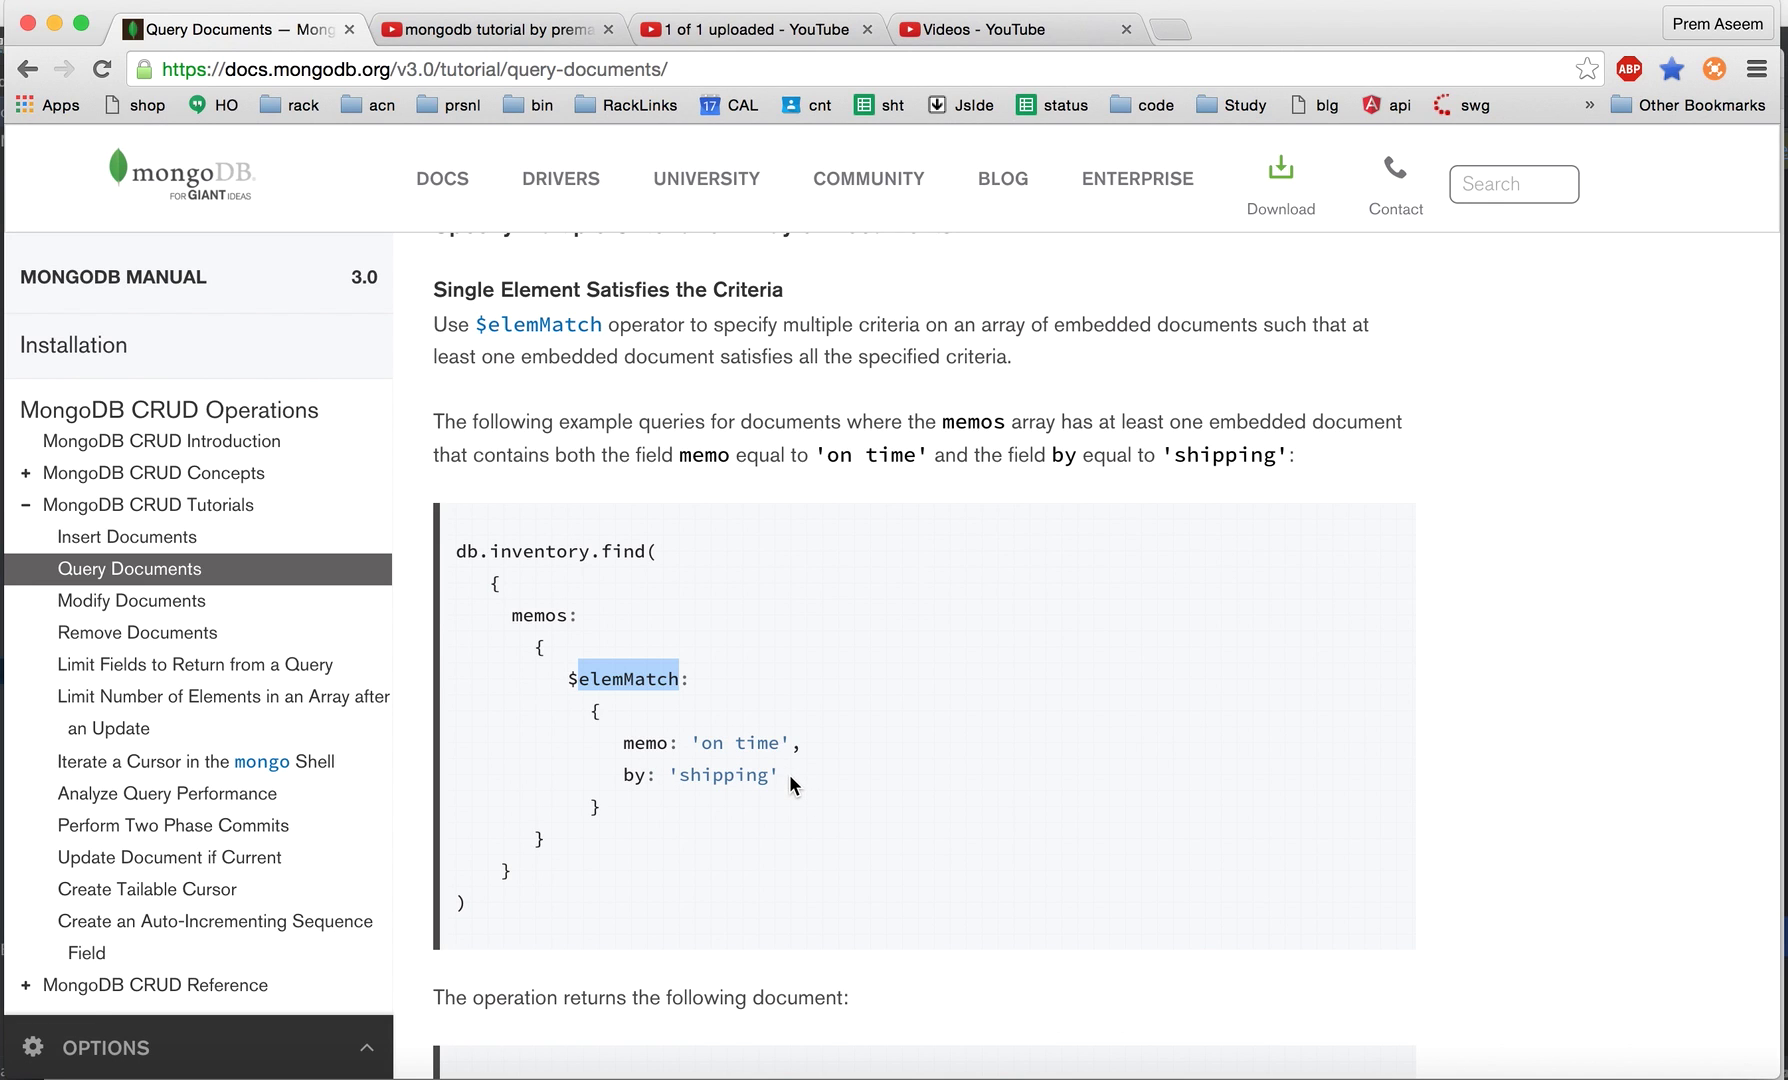 Query Documents — Mong
mongodb tutorial by prema
1 of 1 uploaded - YouTube
Videos - YouTube
Prem Aseem
https://docs.mongodb.org/v3.0/tutorial/query-documents/
ABP
Apps
shop
HO
rack
acn
prsnl
bin
RackLinks
17
CAL
cnt
sht
Jslde
status
code
Study
blg
api
swg
»
Other Bookmarks
mongoDB.
FOR GIANT IDEAS
DOCS
DRIVERS
UNIVERSITY
COMMUNITY
BLOG
ENTERPRISE
Download
Contact
Search
MONGODB MANUAL 3.0
Installation
MongoDB CRUD Operations
MongoDB CRUD Introduction
+ MongoDB CRUD Concepts
− MongoDB CRUD Tutorials
Insert Documents
Query Documents
Modify Documents
Remove Documents
Limit Fields to Return from a Query
Limit Number of Elements in an Array after
an Update
Iterate a Cursor in the mongo Shell
Analyze Query Performance
Perform Two Phase Commits
Update Document if Current
Create Tailable Cursor
Create an Auto-Incrementing Sequence
Field
+ MongoDB CRUD Reference
OPTIONS
Single Element Satisfies the Criteria
Use $elemMatch operator to specify multiple criteria on an array of embedded documents such that at
least one embedded document satisfies all the specified criteria.
The following example queries for documents where the memos array has at least one embedded document
that contains both the field memo equal to 'on time' and the field by equal to 'shipping':
db.inventory.find(
{
memos:
{
$elemMatch:
{
memo: 'on time',
by: 'shipping'
}
}
}
)
The operation returns the following document: